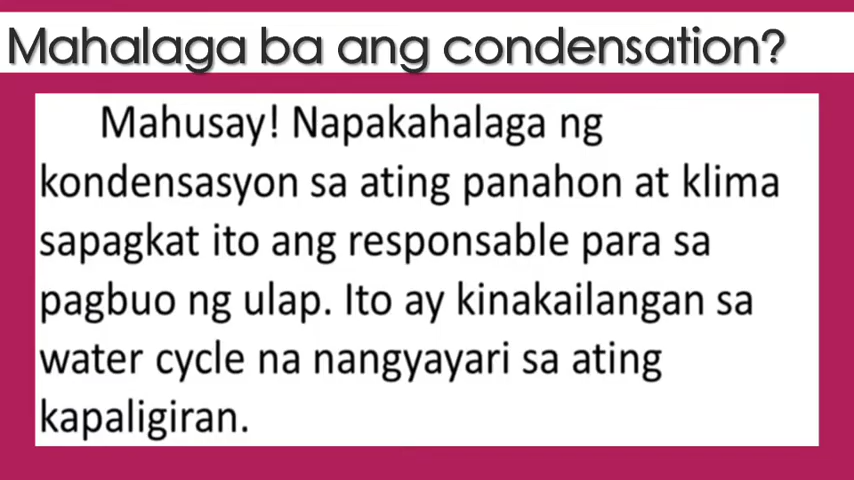 Mahalaga ba ang condensation?
Mahusay! Napakahalaga ng
kondensasyon sa ating panahon at klima
sapagkat ito ang responsable para sa
pagbuo ng ulap. Ito ay kinakailangan sa
water cycle na nangyayari sa ating
kapaligiran.